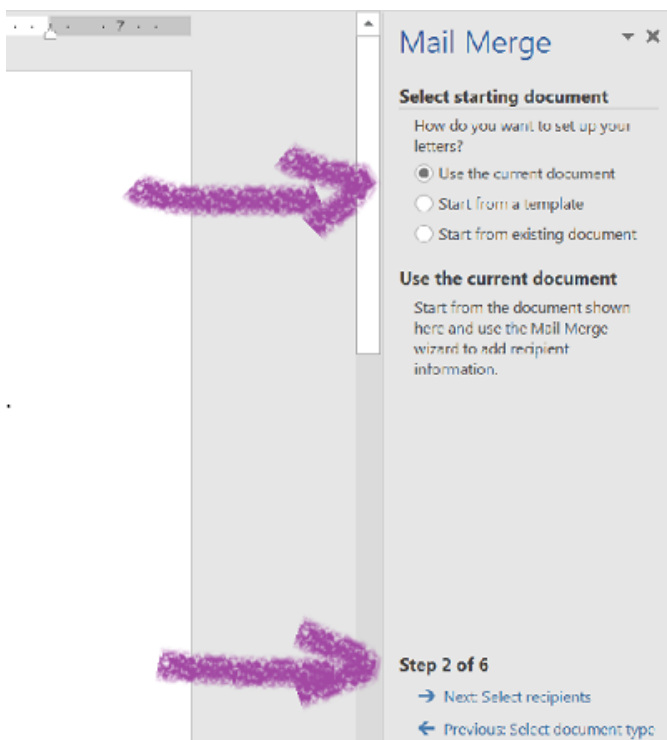 7
Mail Merge
Select starting document
How do you want to set up your
letters?
Use the current document
Start from a template
Start from existing document
Use the current document
Start from the document shown
here and use the Mail Merge
wizard to add recipient
information.
Step 2 of 6
Next: Select recipients
Previous: Select document type